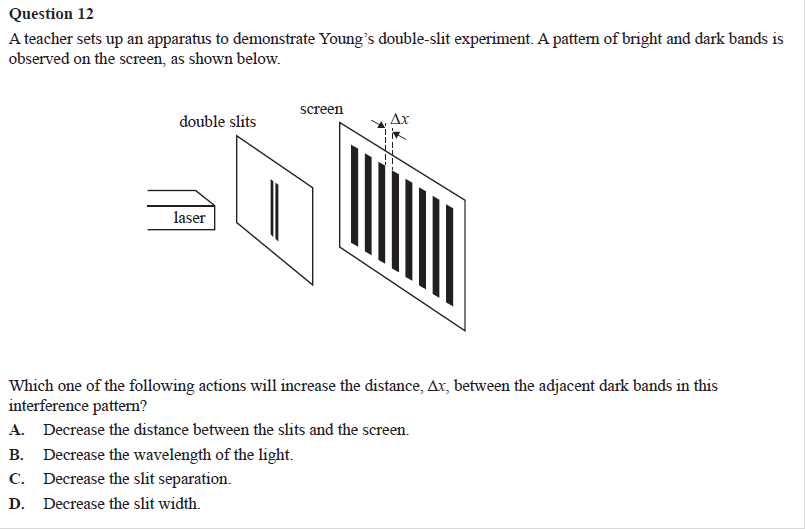 Question 12
A teacher sets up an apparatus to demonstrate Young's double-slit experiment. A pattern of bright and dark bands is
observed on the screen, as shown below.
screen
double slits
Δx
laser
Which one of the following actions will increase the distance, Δx, between the adjacent dark bands in this
interference pattern?
A. Decrease the distance between the slits and the screen.
B. Decrease the wavelength of the light.
C. Decrease the slit separation.
D. Decrease the slit width.